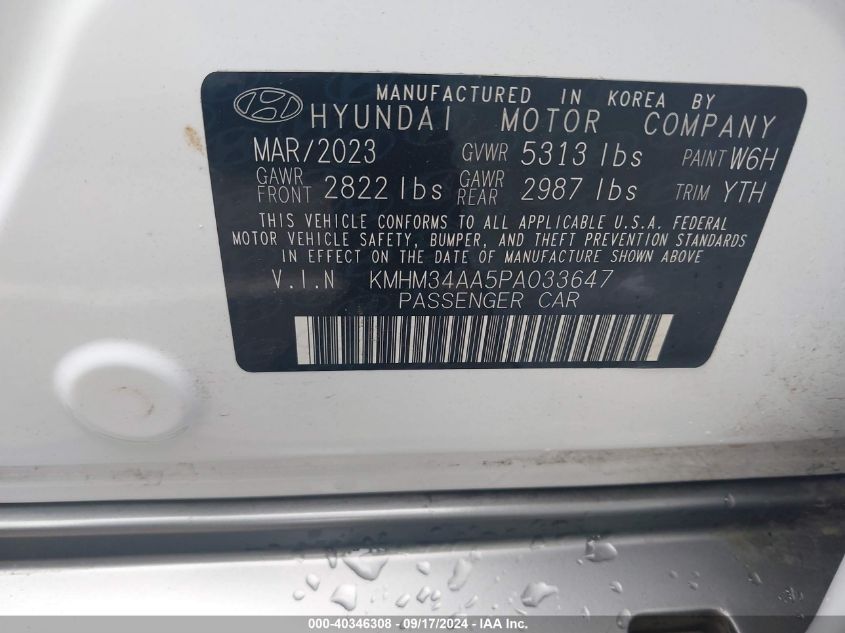 MANUFACTURED IN KOREA BY
HYUNDAI MOTOR COMPANY
MAR/2023 GVWR 5313 lbs PAINT W6H
GAWR FRONT 2822 lbs GAWR REAR 2987 lbs TRIM YTH
THIS VEHICLE CONFORMS TO ALL APPLICABLE U.S.A. FEDERAL
MOTOR VEHICLE SAFETY, BUMPER, AND THEFT PREVENTION STANDARDS
IN EFFECT ON THE DATE OF MANUFACTURE SHOWN ABOVE.
V.I.N KMHM34AA5PA033647
PASSENGER CAR
000-40346308 - 09/17/2024 - IAA Inc.